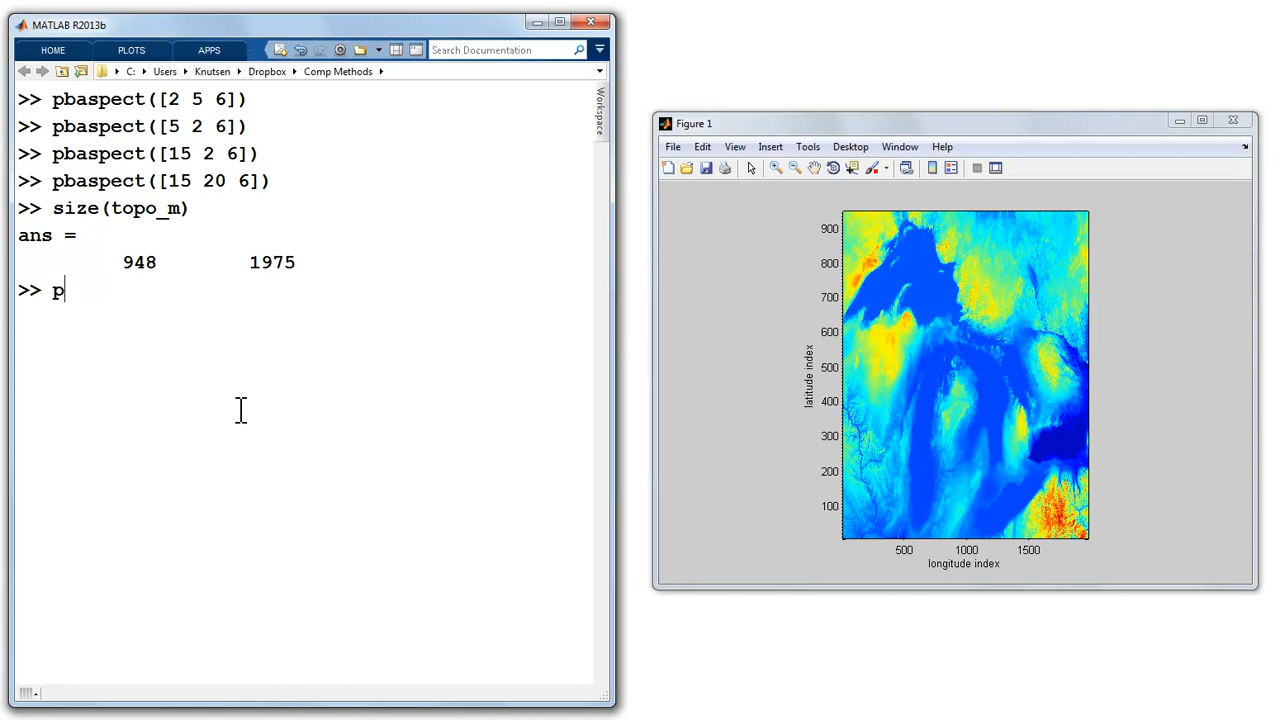 MATLAB R2013b
HOME PLOTS APPS Search Documentation
C: Users Knutsen Dropbox Comp Methods
Workspace
>> pbaspect([2 5 6])
>> pbaspect([5 2 6])
>> pbaspect([15 2 6])
>> pbaspect([15 20 6])
>> size(topo_m)
ans =
948 1975
>> p
Figure 1
File Edit View Insert Tools Desktop Window Help
900
800
700
600
500
400
300
200
100
latitude index
500 1000 1500
longitude index